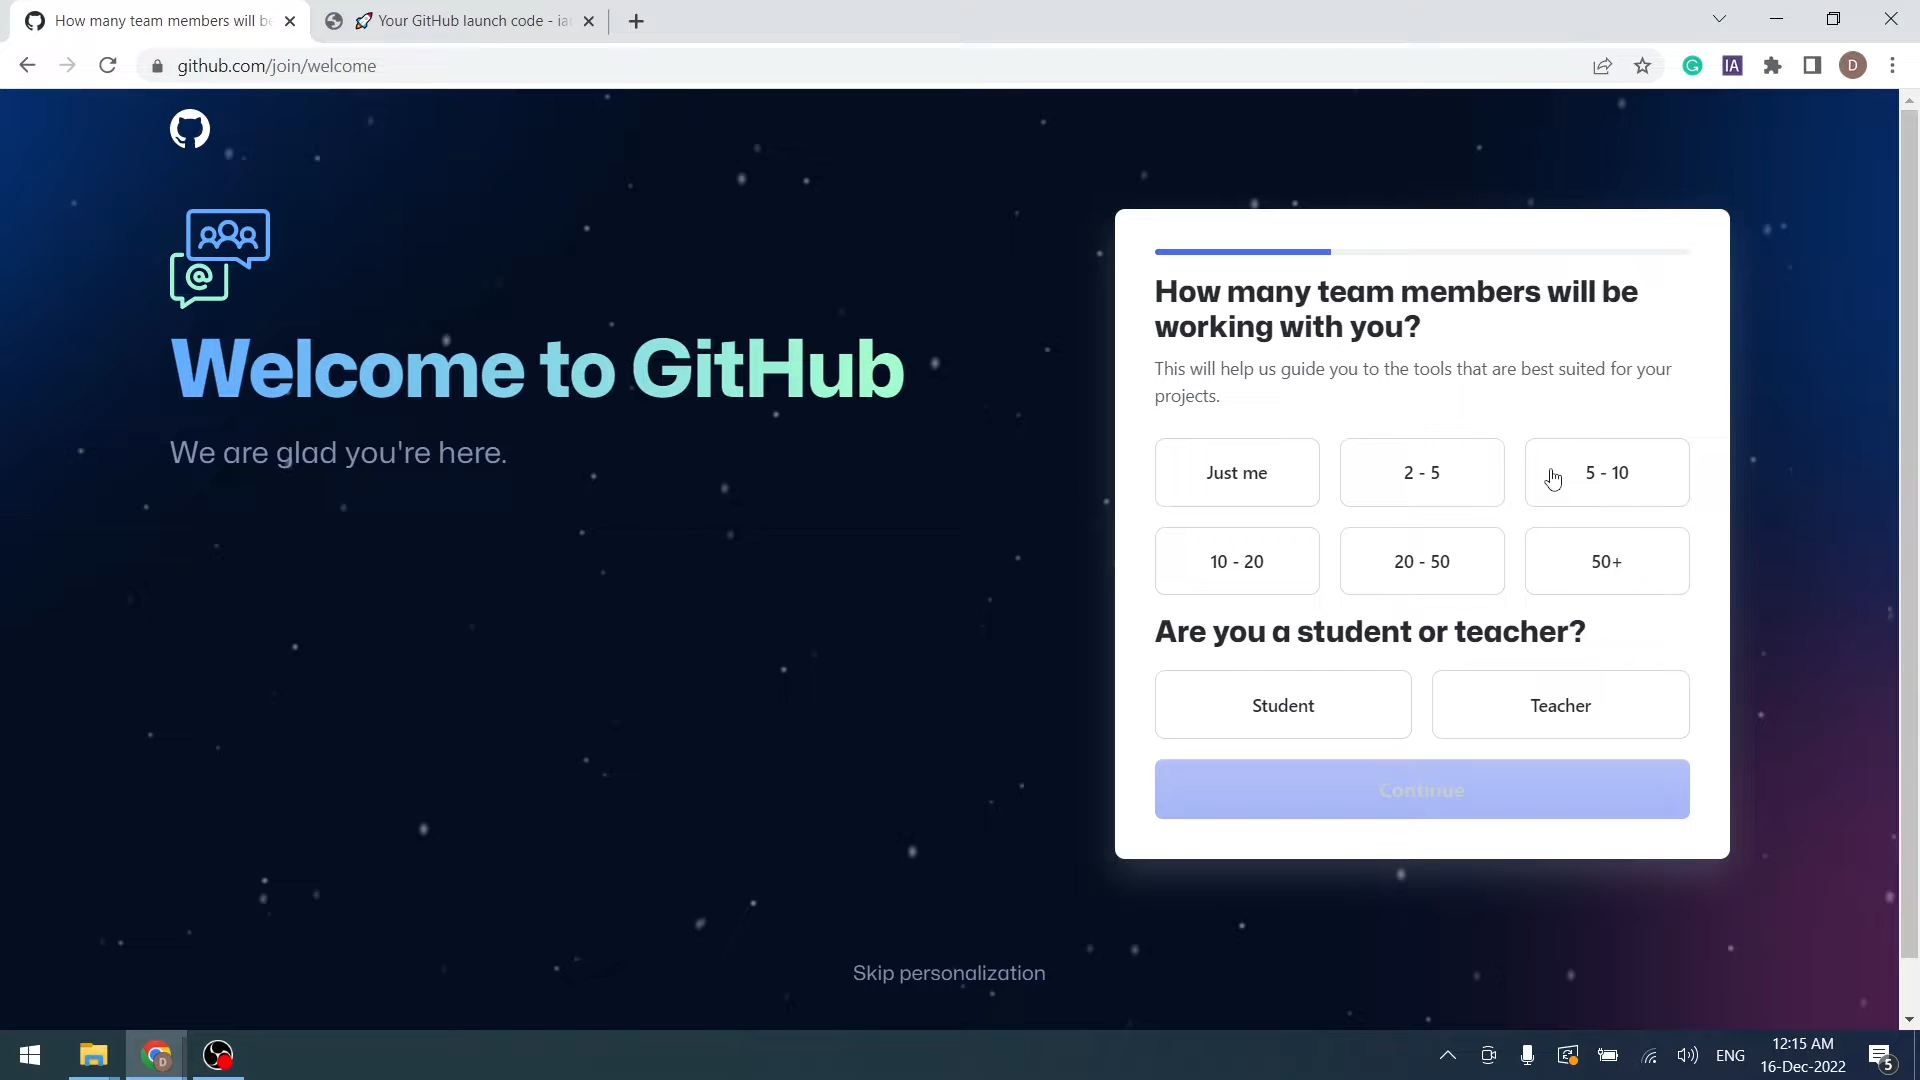 How many team members will be
🚀 Your GitHub launch code - ia
github.com/join/welcome
G
IA
D
@
Welcome to GitHub
We are glad you're here.
How many team members will be
working with you?
This will help us guide you to the tools that are best suited for your
projects.
Just me
2 - 5
5 - 10
10 - 20
20 - 50
50+
Are you a student or teacher?
Student
Teacher
Continue
Skip personalization
D
ENG
12:15 AM
16-Dec-2022
5